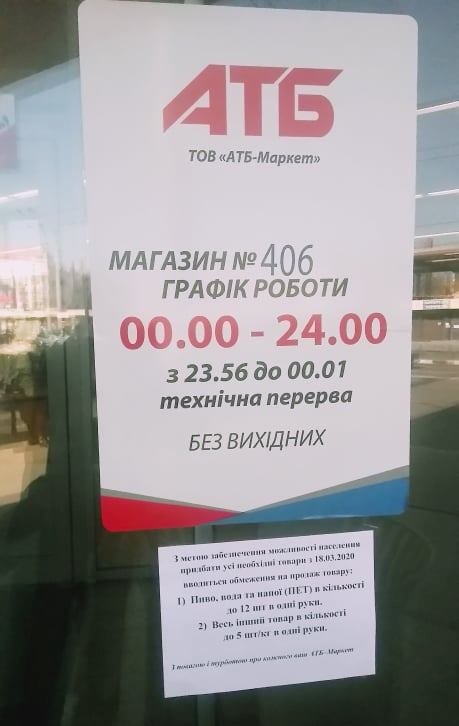 АТБ
ТОВ «АТБ-Маркет»
МАГАЗИН № 406
ГРАФІК РОБОТИ
00.00 - 24.00
з 23.56 до 00.01
технічна перерва
БЕЗ ВИХІДНИХ
З метою забезпечення можливості населення
придбати усі необхідні товари з 18.03.2020
вводиться обмеження на продаж товару:
1) Пиво, вода та напої (ПЕТ) в кількості
до 12 шт в одні руки.
2) Весь інший товар в кількості
до 5 шт/кг в одні руки.
З повагою і турботою про кожного ваш АТБ-Маркет